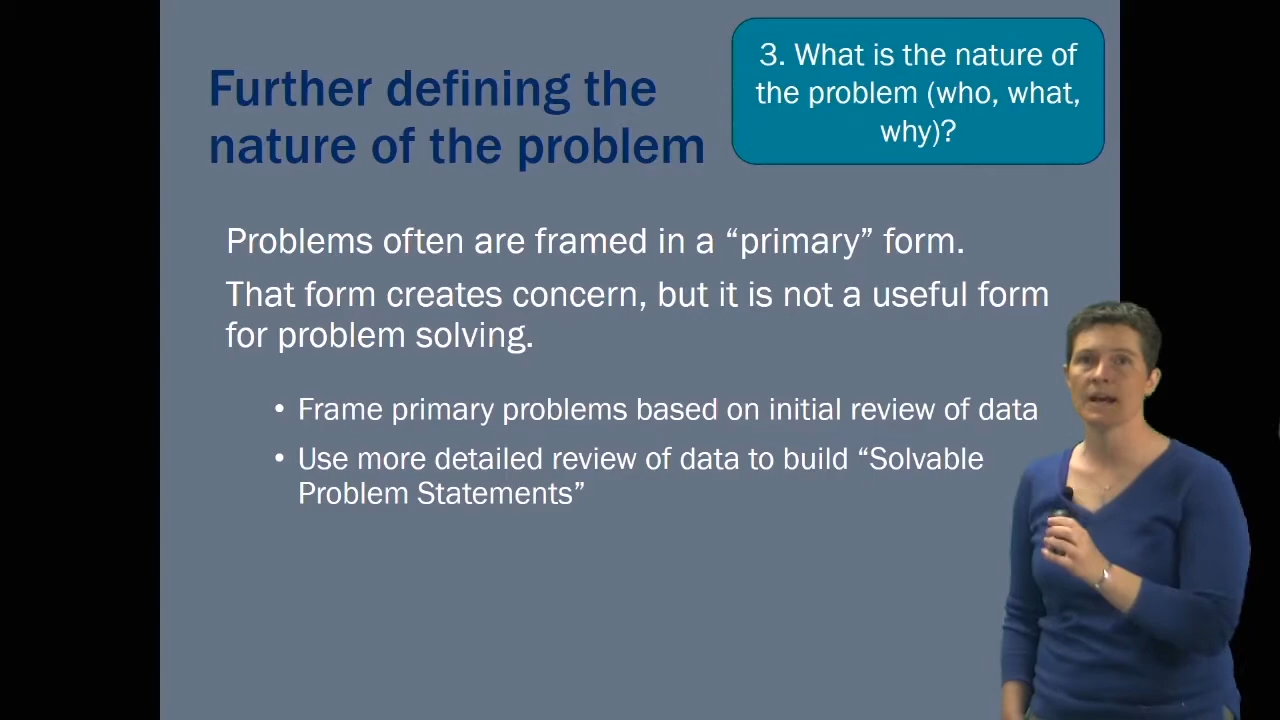 Further defining the
nature of the problem
3. What is the nature of
the problem (who, what,
why)?
Problems often are framed in a “primary” form.
That form creates concern, but it is not a useful form
for problem solving.
• Frame primary problems based on initial review of data
• Use more detailed review of data to build “Solvable
Problem Statements”